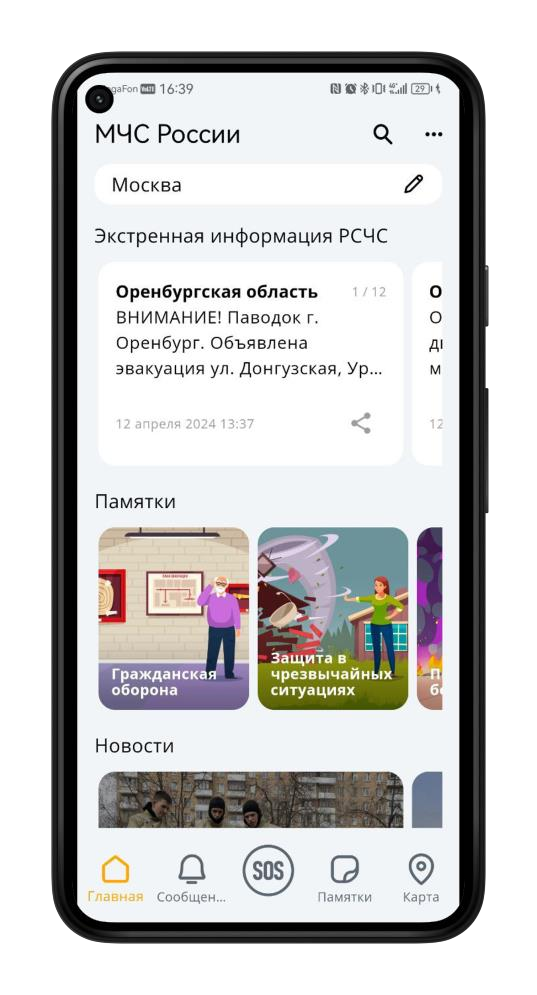 gaFon VoLTE 16:39 29
МЧС России
Москва
Экстренная информация РСЧС
Оренбургская область 1 / 12
ВНИМАНИЕ! Паводок г.
Оренбург. Объявлена
эвакуация ул. Донгузская, Ур...
12 апреля 2024 13:37
12
Памятки
Гражданская
оборона
Защита в
чрезвычайных
ситуациях
Новости
SOS
Главная Сообщен... Памятки Карта